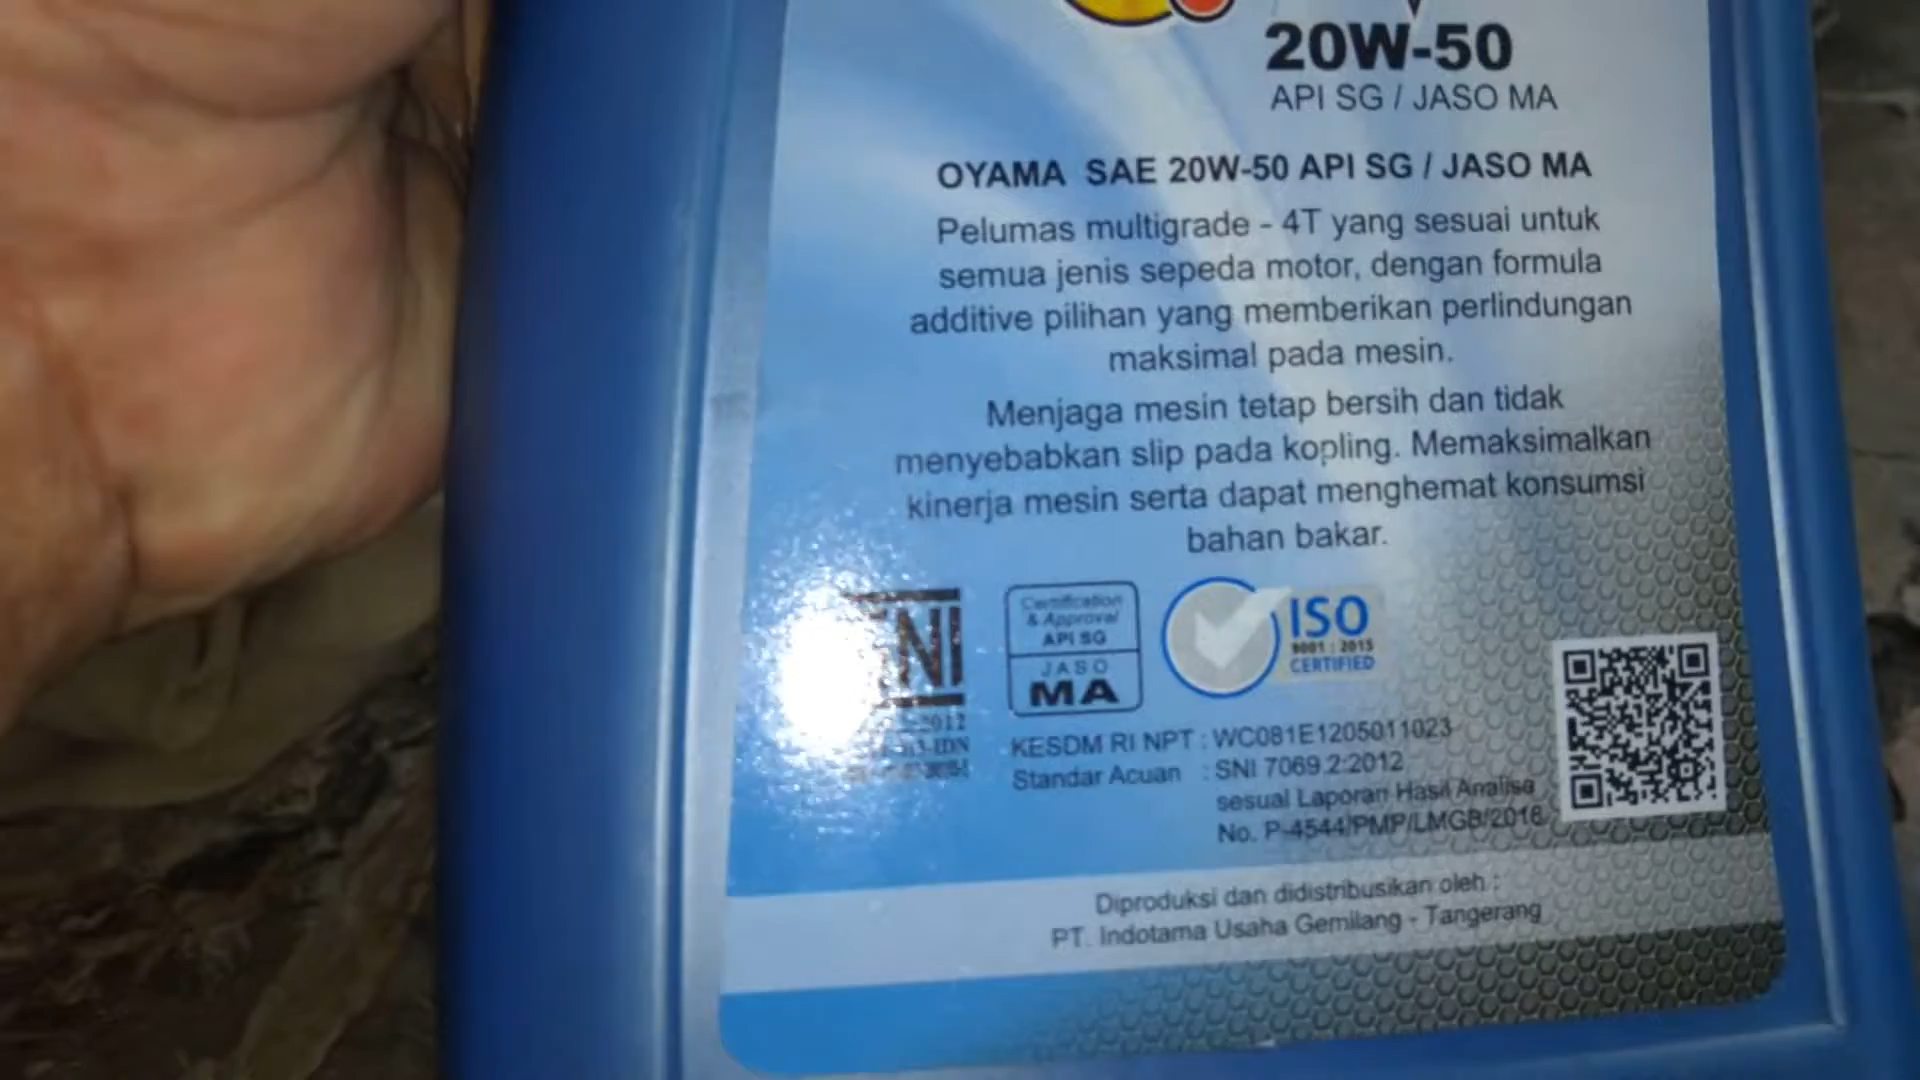 20W-50
API SG / JASO MA
OYAMA SAE 20W-50 API SG / JASO MA
Pelumas multigrade - 4T yang sesuai untuk
semua jenis sepeda motor, dengan formula
additive pilihan yang memberikan perlindungan
maksimal pada mesin.
Menjaga mesin tetap bersih dan tidak
menyebabkan slip pada kopling. Memaksimalkan
kinerja mesin serta dapat menghemat konsumsi
bahan bakar.
Certification
& Approval
API SG
JASO
MA
ISO
9001 : 2015
CERTIFIED
KESDM RI NPT : WC081E1205011023
Standar Acuan : SNI 7069.2:2012
sesuai Laporan Hasil Analisa
No. P-4544/PMP/LMGB/2018
Diproduksi dan didistribusikan oleh :
PT. Indotama Usaha Gemilang - Tangerang